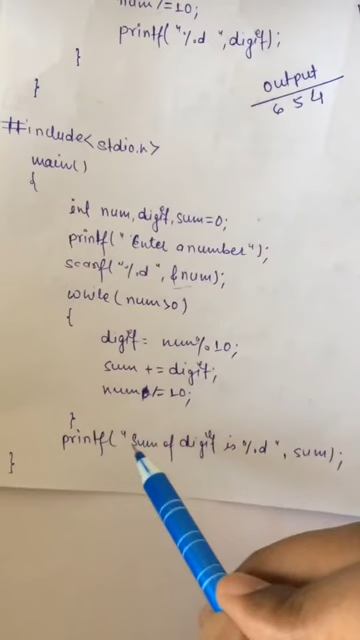 num /=10;
printf("%d ", digit);
}
}
output
6 5 4
#include<stdio.h>
main()
{
int num, digit, sum=0;
printf("Enter a number");
scanf("%d", &num);
while(num>0)
{
digit = num%10;
sum += digit;
num /= 10;
}
printf("Sum of digit is %d", sum);
}